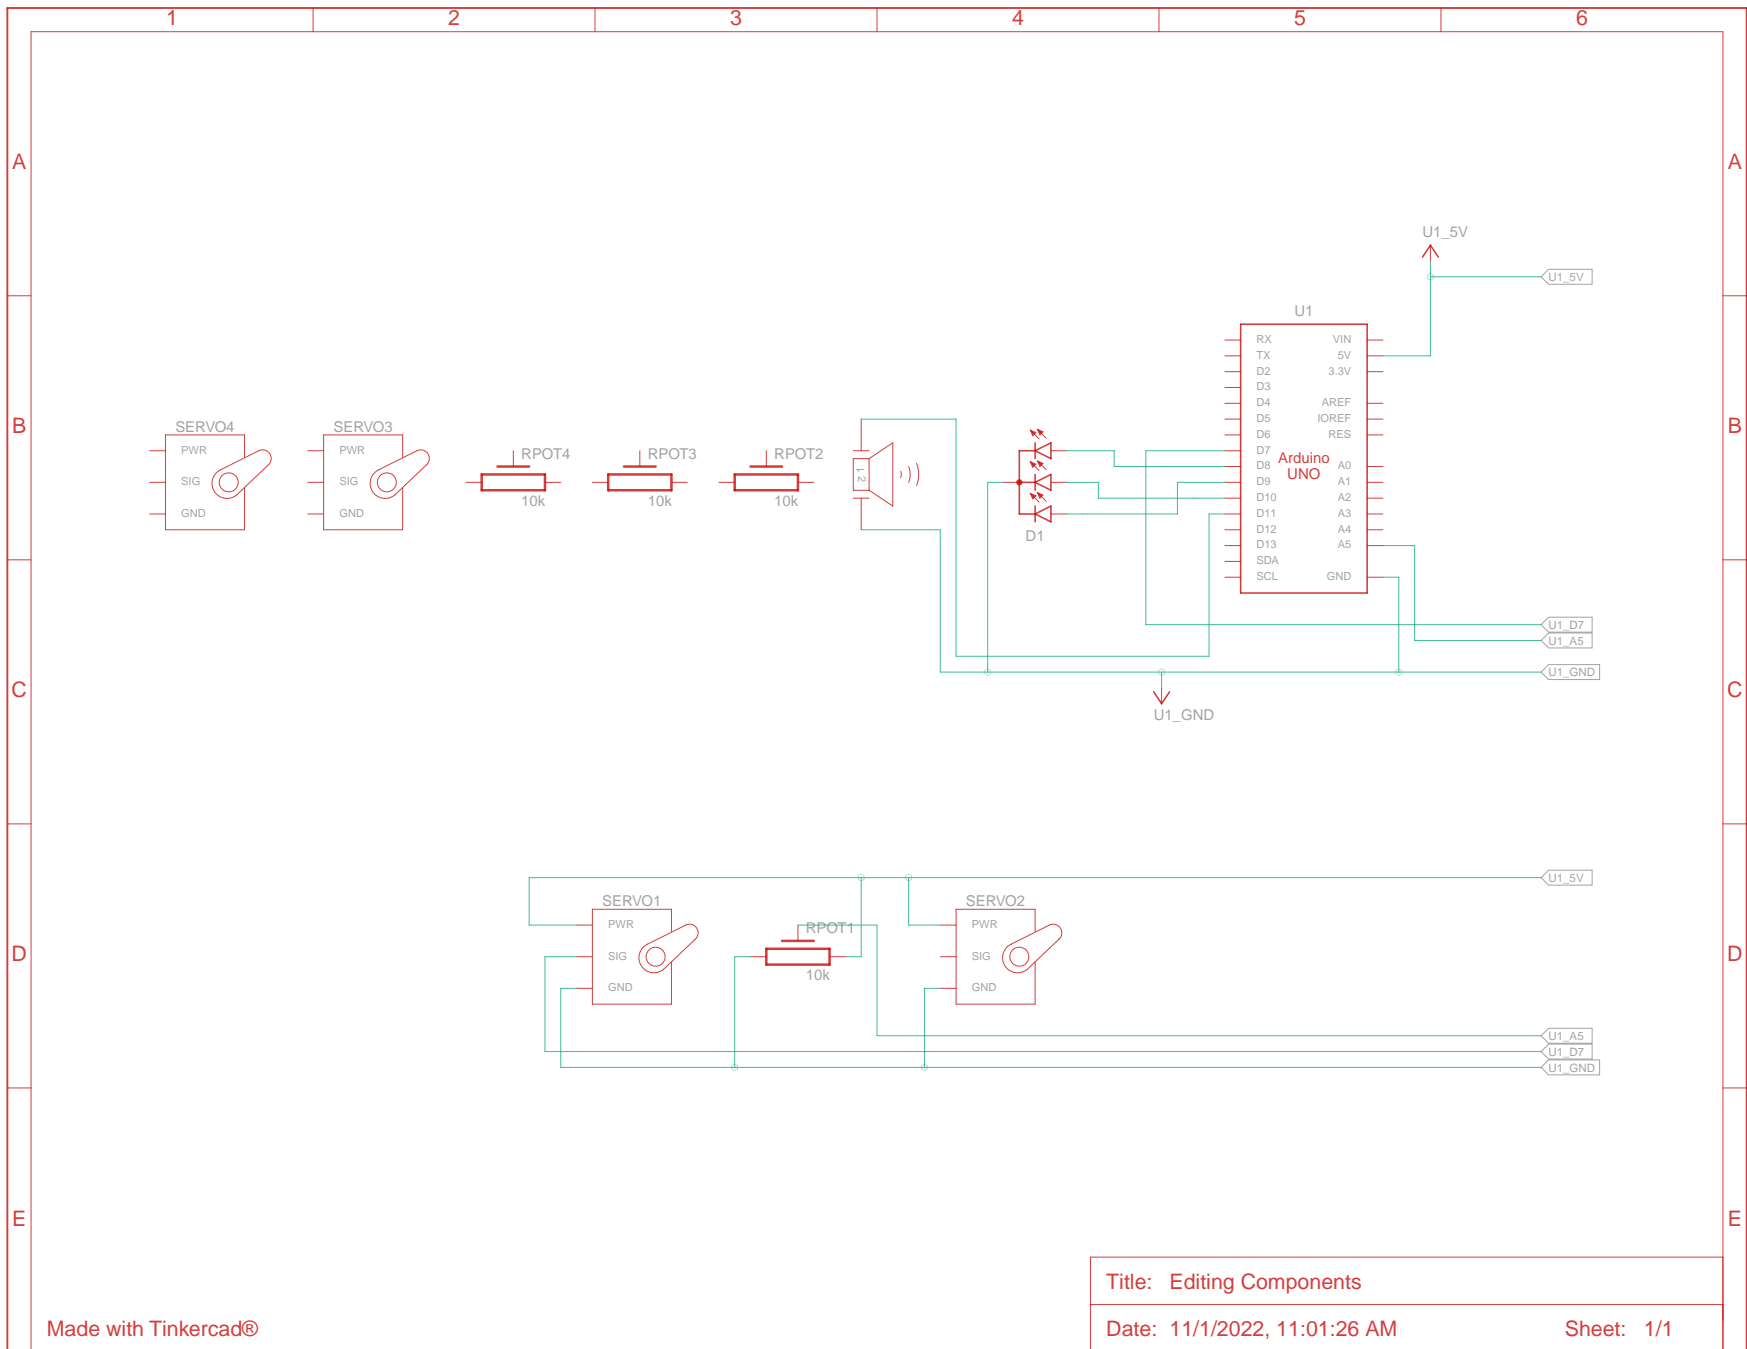 1 2 3 4 5 6
A A
U1_5V
U1_5V
U1
RX VIN
TX 5V
D2 3.3V
D3
D4 AREF
D5 IOREF
D6 RES
D7
D8 A0
D9 A1
D10 A2
D11 A3
D12 A4
D13 A5
SDA
SCL GND
Arduino
UNO
B B
SERVO4
PWR
SIG
GND
SERVO3
PWR
SIG
GND
RPOT4
10k
RPOT3
10k
RPOT2
10k
1 2
D1
U1_D7
U1_A5
U1_GND
U1_GND
C C
U1_5V
SERVO1
PWR
SIG
GND
RPOT1
10k
SERVO2
PWR
SIG
GND
D D
U1_A5
U1_D7
U1_GND
E E
Title: Editing Components
Made with Tinkercad®
Date: 11/1/2022, 11:01:26 AM Sheet: 1/1